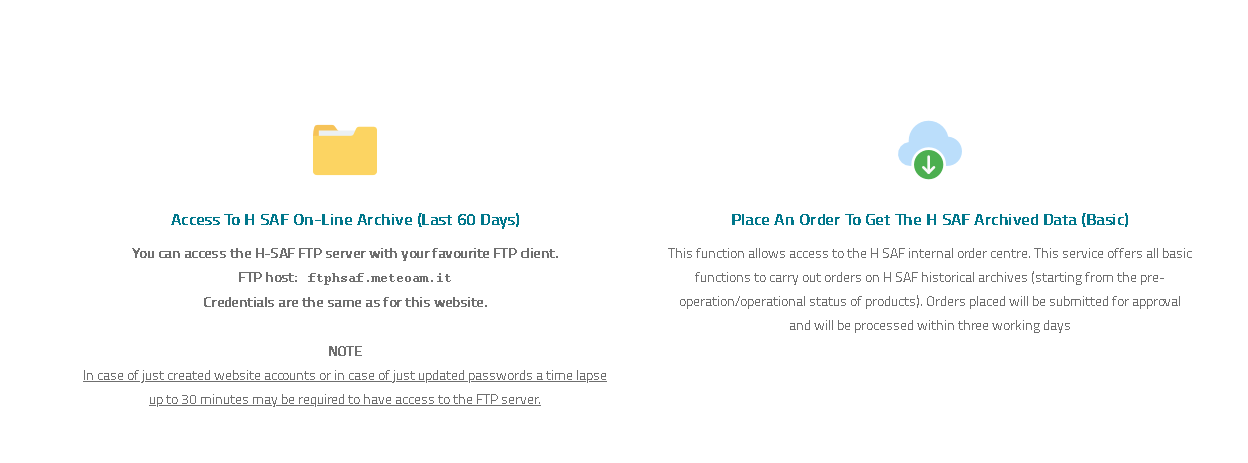 Access To H SAF On-Line Archive (Last 60 Days)
You can access the H-SAF FTP server with your favourite FTP client.
FTP host: ftphsaf.meteoam.it
Credentials are the same as for this website.
NOTE
In case of just created website accounts or in case of just updated passwords a time lapse
up to 30 minutes may be required to have access to the FTP server.
Place An Order To Get The H SAF Archived Data (Basic)
This function allows access to the H SAF internal order centre. This service offers all basic
functions to carry out orders on H SAF historical archives (starting from the pre-
operation/operational status of products). Orders placed will be submitted for approval
and will be processed within three working days